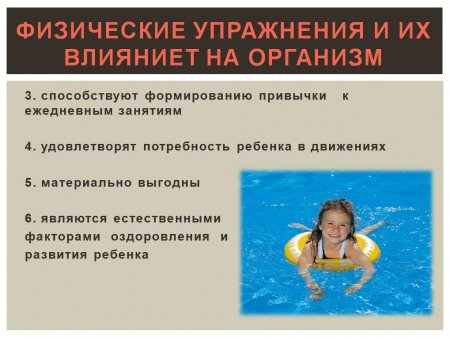 ФИЗИЧЕСКИЕ УПРАЖНЕНИЯ И ИХ
ВЛИЯНИЕТ НА ОРГАНИЗМ
3. способствуют формированию привычки к
ежедневным занятиям
4. удовлетворят потребность ребенка в движениях
5. материально выгодны
6. являются естественными
факторами оздоровления и
развития ребенка